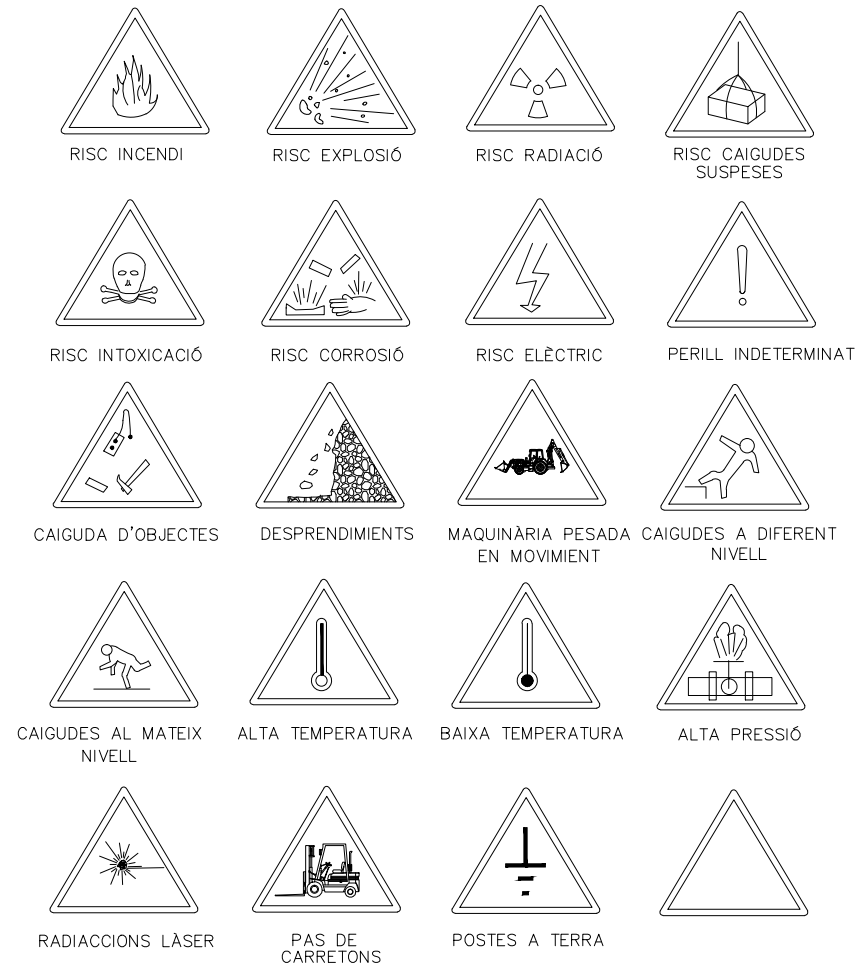 RISC INCENDI
RISC EXPLOSIÓ
RISC RADIACIÓ
RISC CAIGUDES
SUSPESES
RISC INTOXICACIÓ
RISC CORROSIÓ
RISC ELÈCTRIC
PERILL INDETERMINAT
CAIGUDA D'OBJECTES
DESPRENDIMIENTS
MAQUINÀRIA PESADA
EN MOVIMIENT
CAIGUDES A DIFERENT
NIVELL
CAIGUDES AL MATEIX
NIVELL
ALTA TEMPERATURA
BAIXA TEMPERATURA
ALTA PRESSIÓ
RADIACCIONS LÀSER
PAS DE
CARRETONS
POSTES A TERRA